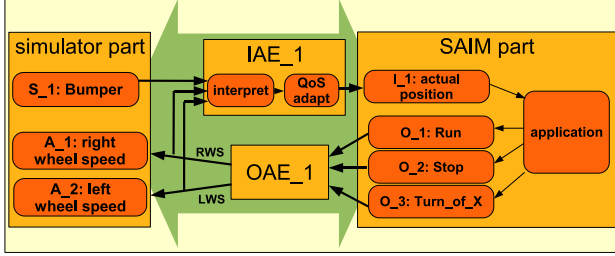 simulator part
S_1: Bumper
A_1: right
wheel speed
A_2: left
wheel speed
IAE_1
interpret
QoS
adapt
RWS
OAE_1
LWS
SAIM part
I_1: actual
position
O_1: Run
O_2: Stop
O_3: Turn_of_X
application